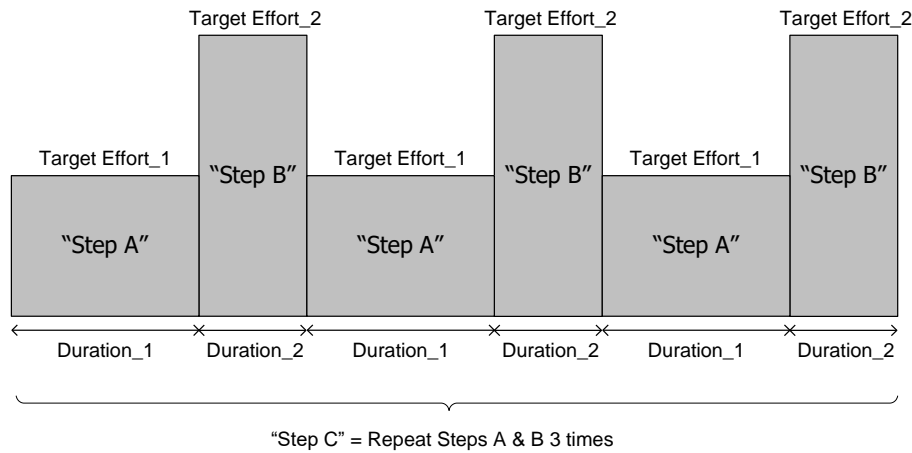 Target Effort_2
Target Effort_2
Target Effort_2
Target Effort_1
Target Effort_1
Target Effort_1
“Step B”
“Step B”
“Step B”
“Step A”
“Step A”
“Step A”
Duration_1
Duration_2
Duration_1
Duration_2
Duration_1
Duration_2
“Step C” = Repeat Steps A & B 3 times